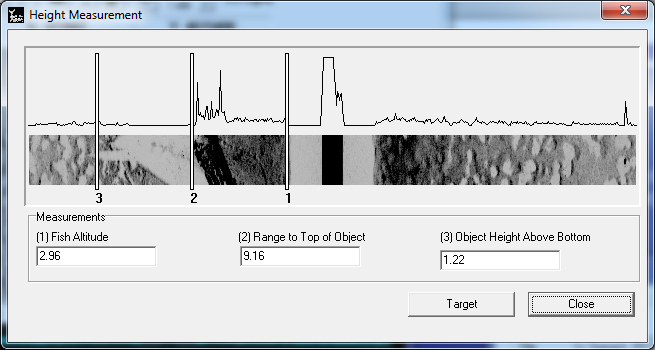 Height Measurement
3 2 1
Measurements
(1) Fish Altitude (2) Range to Top of Object (3) Object Height Above Bottom
2.96 9.16 1.22
Target Close